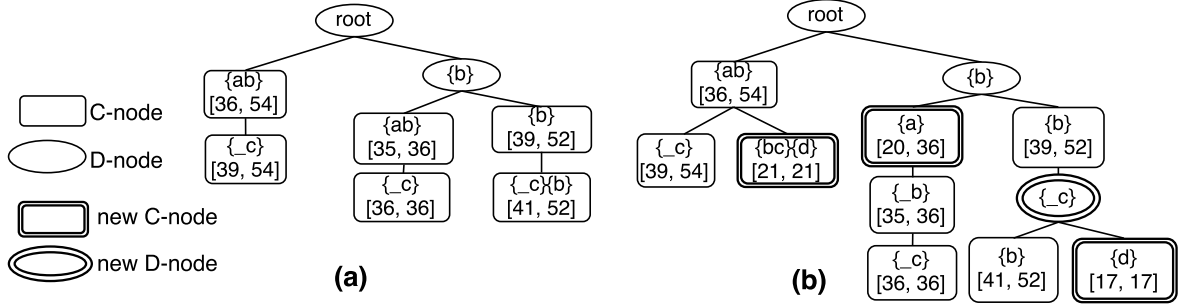 C-node
D-node
new C-node
new D-node
root
{ab}
[36, 54]
{_c}
[39, 54]
{b}
{ab}
[35, 36]
{_c}
[36, 36]
{b}
[39, 52]
{_c}{b}
[41, 52]
(a)
root
{ab}
[36, 54]
{_c}
[39, 54]
{bc}{d}
[21, 21]
{b}
{a}
[20, 36]
{_b}
[35, 36]
{_c}
[36, 36]
{b}
[39, 52]
{_c}
{b}
[41, 52]
{d}
[17, 17]
(b)